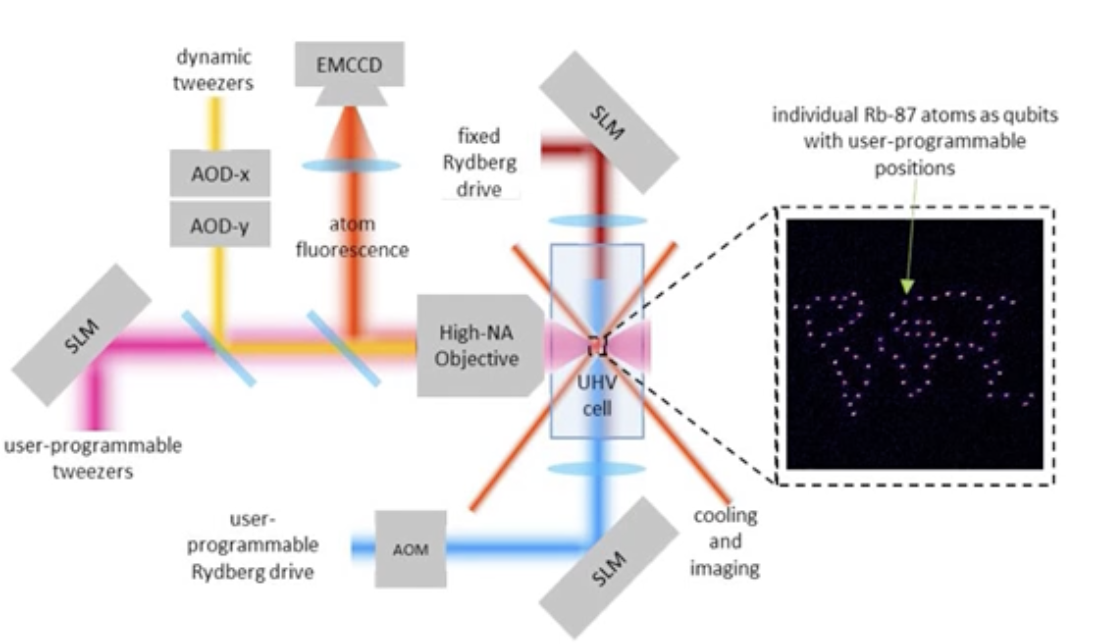 dynamic
tweezers
EMCCD
SLM
AOD-x
fixed
Rydberg
drive
individual Rb-87 atoms as qubits
with user-programmable
positions
AOD-y
atom
fluorescence
SLM
High-NA
Objective
UHV
cell
user-programmable
tweezers
user-
programmable
Rydberg drive
AOM
SLM
cooling
and
imaging